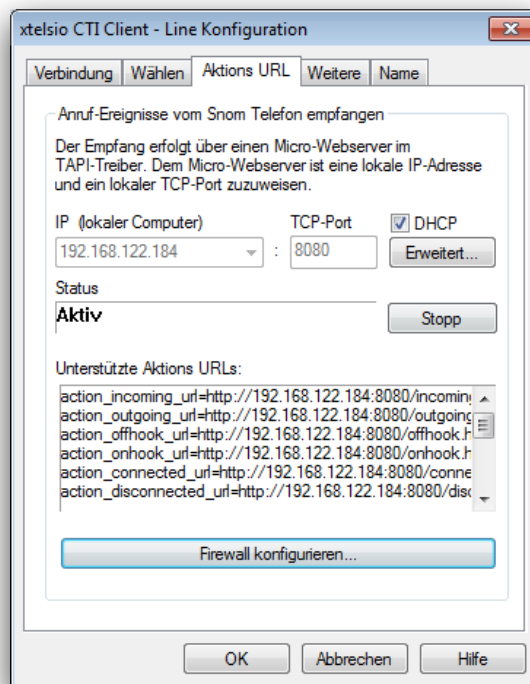 xtelsio CTI Client - Line Konfiguration
Verbindung Wählen Aktions URL Weitere Name
Anruf-Ereignisse vom Snom Telefon empfangen
Der Empfang erfolgt über einen Micro-Webserver im
TAPI-Treiber. Dem Micro-Webserver ist eine lokale IP-Adresse
und ein lokaler TCP-Port zuzuweisen.
IP (lokaler Computer) TCP-Port DHCP
192.168.122.184 : 8080 Erweitert...
Status
Aktiv Stopp
Unterstützte Aktions URLs:
action_incoming_url=http://192.168.122.184:8080/incoming
action_outgoing_url=http://192.168.122.184:8080/outgoing
action_offhook_url=http://192.168.122.184:8080/offhook.h
action_onhook_url=http://192.168.122.184:8080/onhook.h
action_connected_url=http://192.168.122.184:8080/conne
action_disconnected_url=http://192.168.122.184:8080/disc
Firewall konfigurieren...
OK Abbrechen Hilfe